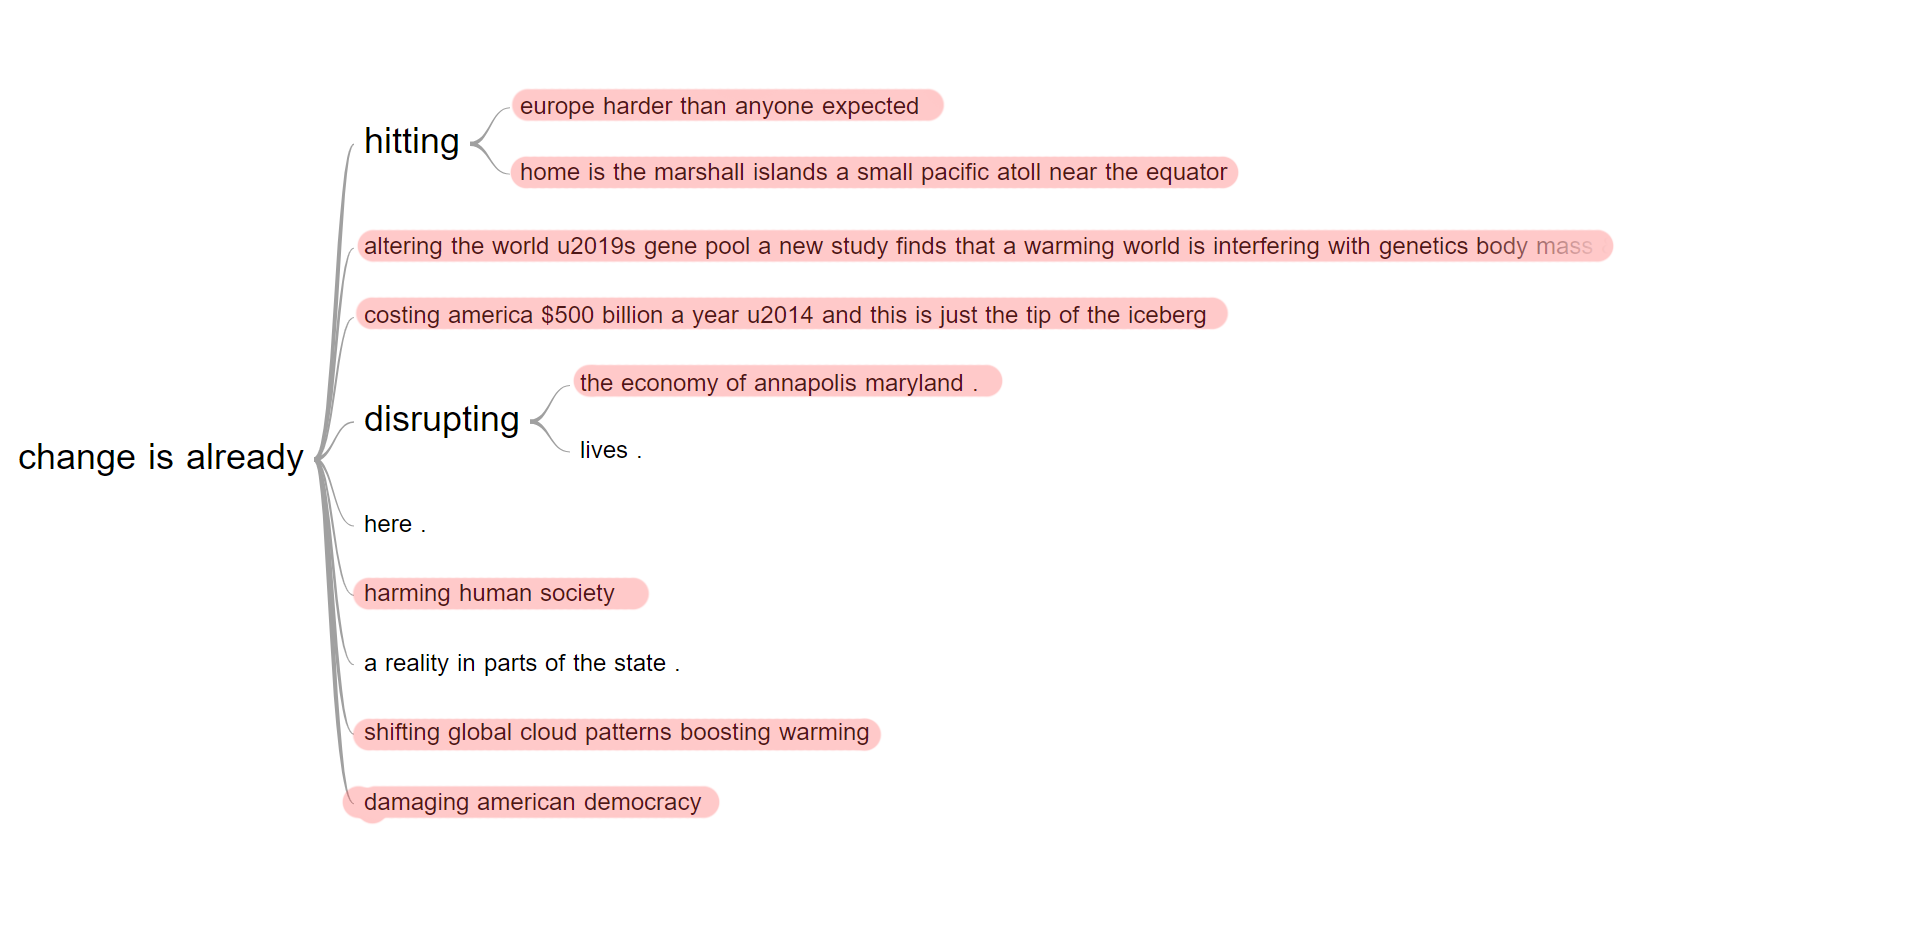 europe harder than anyone expected
hitting
home is the marshall islands a small pacific atoll near the equator
altering the world u2019s gene pool a new study finds that a warming world is interfering with genetics body mass
costing america $500 billion a year u2014 and this is just the tip of the iceberg
the economy of annapolis maryland .
disrupting
lives .
change is already
here .
harming human society
a reality in parts of the state .
shifting global cloud patterns boosting warming
damaging american democracy